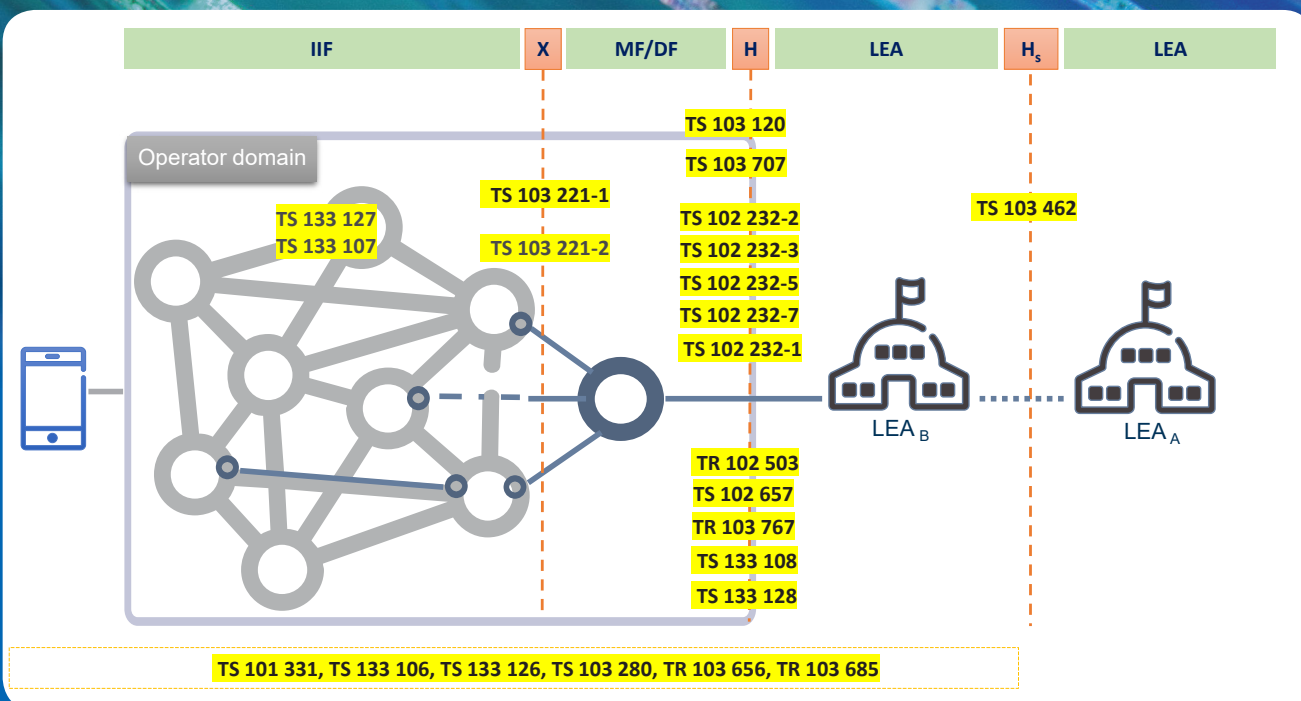 IIF
X
MF/DF
H
LEA
Hs
LEA
TS 103 120
Operator domain
TS 103 707
TS 103 221-1
TS 103 462
TS 133 127
TS 133 107
TS 102 232-2
TS 103 221-2
TS 102 232-3
TS 102 232-5
TS 102 232-7
TS 102 232-1
LEA B
LEA A
TR 102 503
TS 102 657
TR 103 767
TS 133 108
TS 133 128
TS 101 331, TS 133 106, TS 133 126, TS 103 280, TR 103 656, TR 103 685